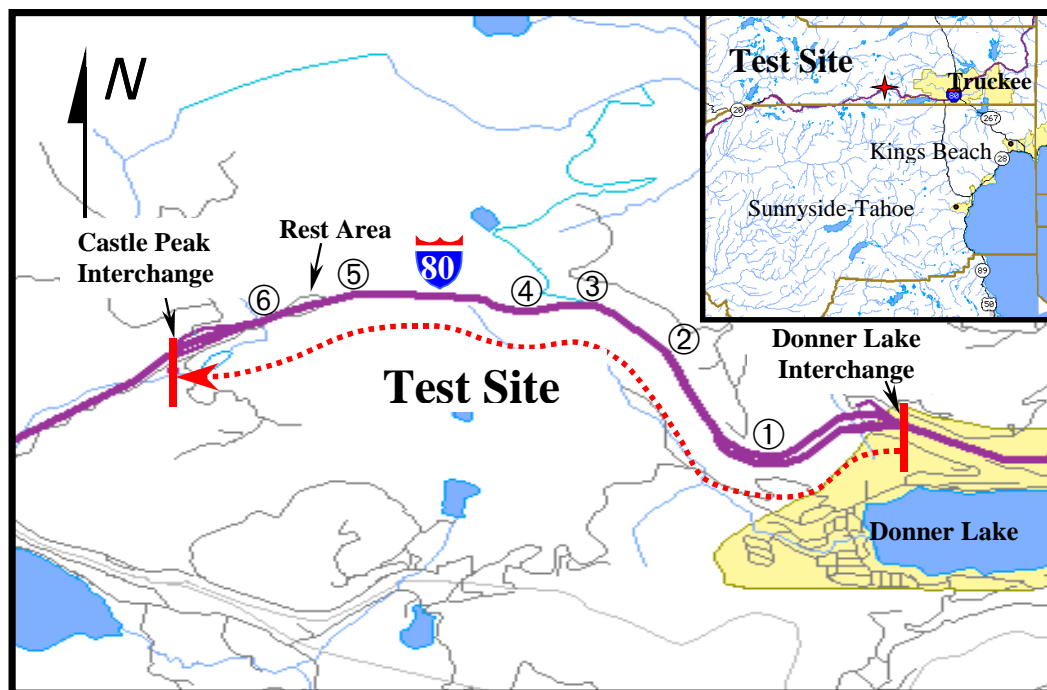 N
Castle Peak
Interchange
Rest Area
80
⑥
⑤
④
③
②
①
Test Site
Donner Lake
Interchange
Donner Lake
Test Site
Truckee
20
80
267
Kings Beach
28
Sunnyside-Tahoe
89
50